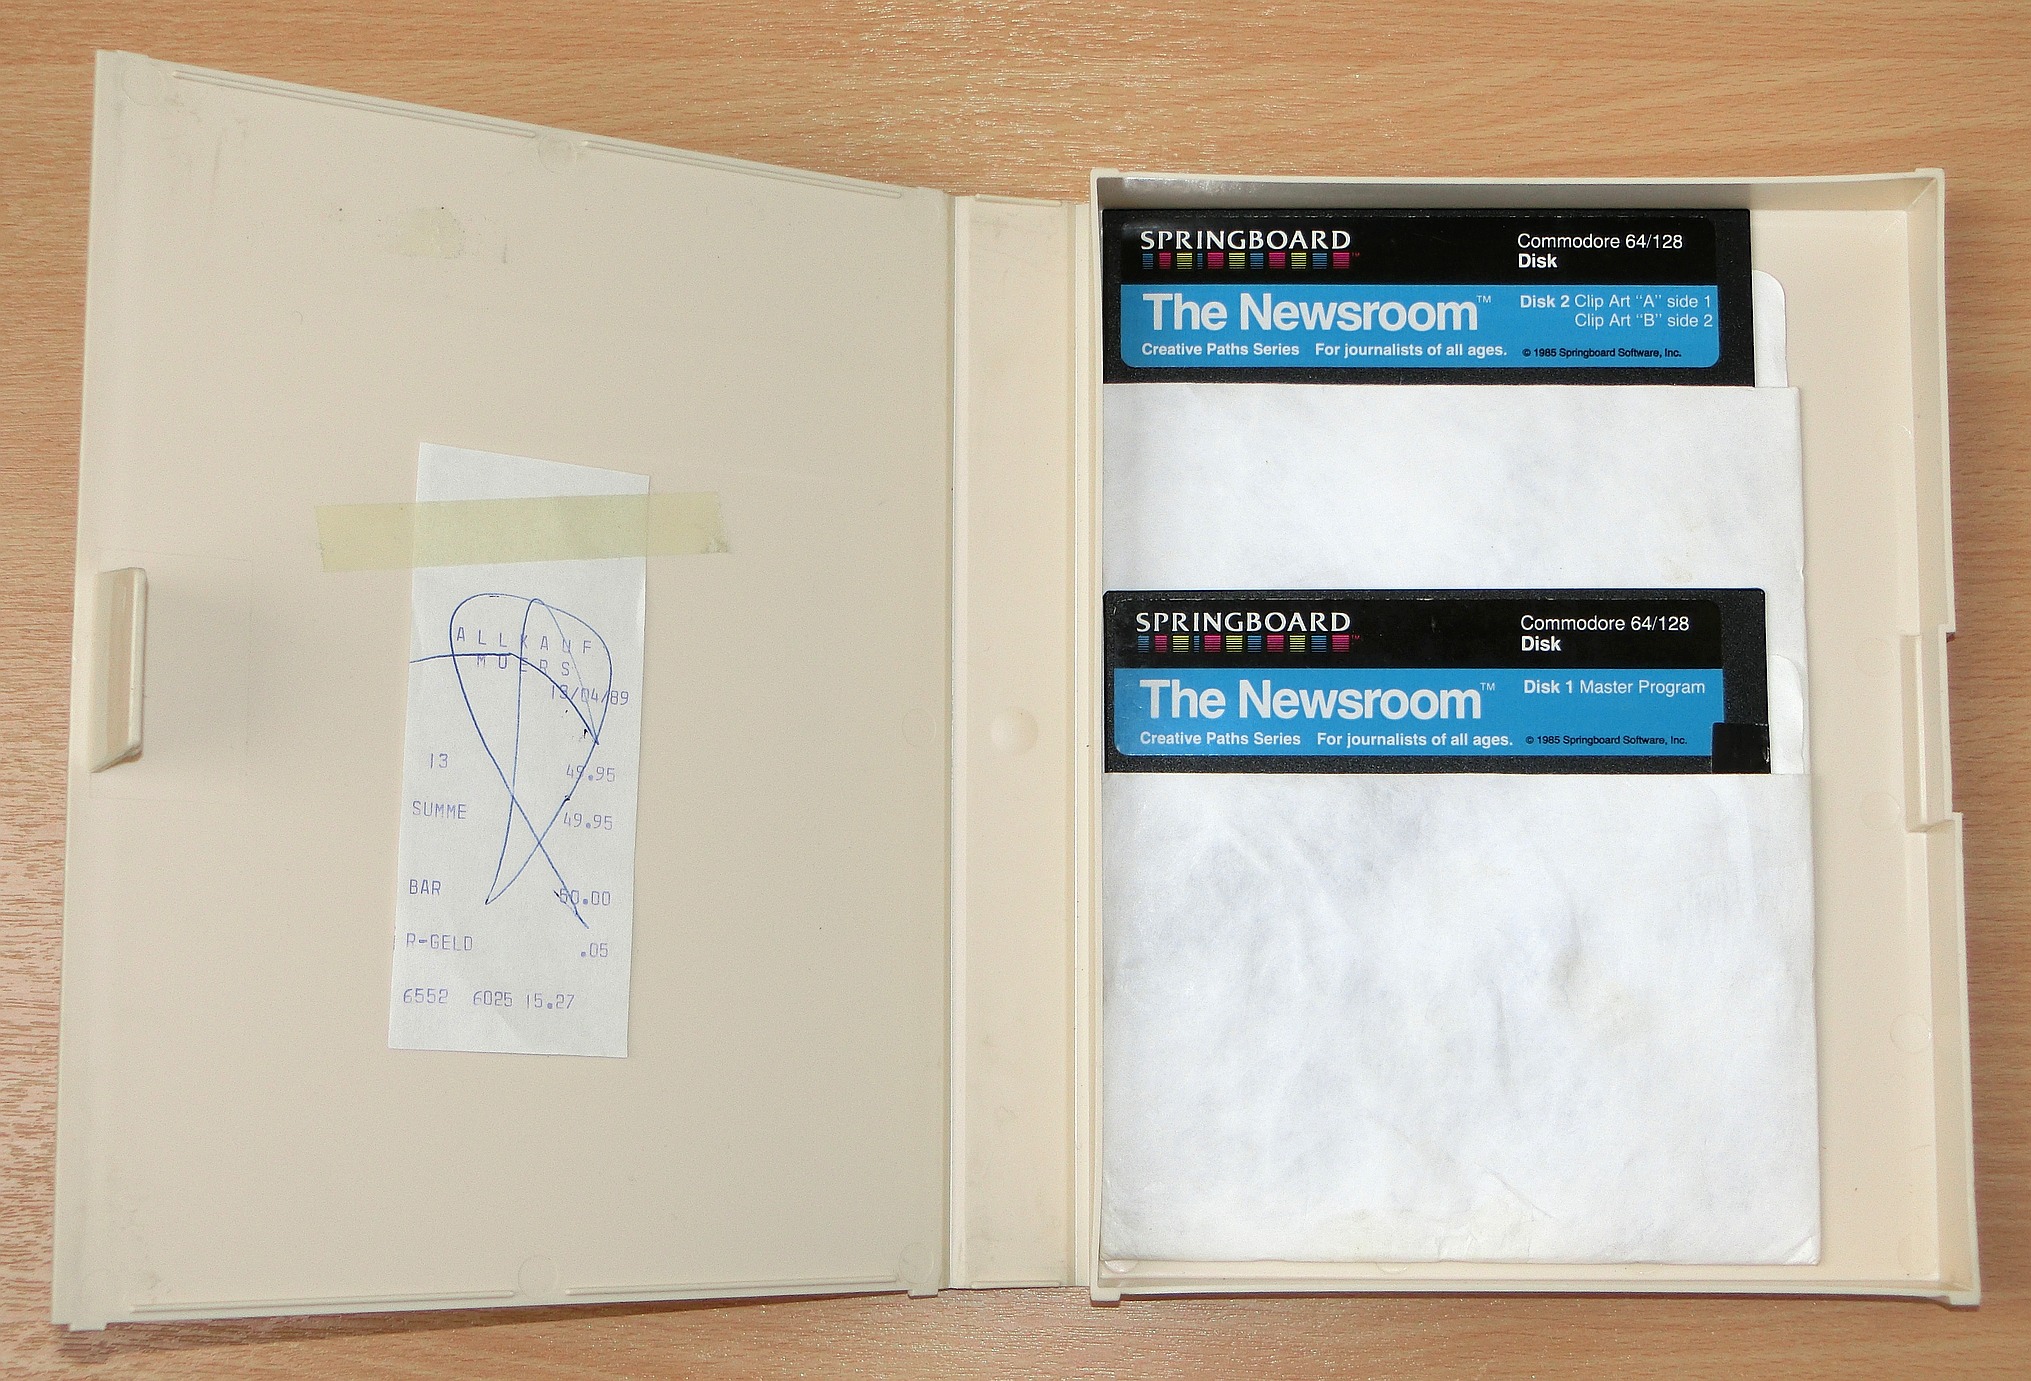 ALLKAUF
MUERS
13/04/89
13 49.95
SUMME 49.95
BAR 50.00
R-GELD .05
6552 6025 15.27
SPRINGBOARD™
Commodore 64/128
Disk
The Newsroom™
Disk 2 Clip Art "A" side 1
Clip Art "B" side 2
Creative Paths Series For journalists of all ages. © 1985 Springboard Software, Inc.
SPRINGBOARD™
Commodore 64/128
Disk
The Newsroom™
Disk 1 Master Program
Creative Paths Series For journalists of all ages. © 1985 Springboard Software, Inc.